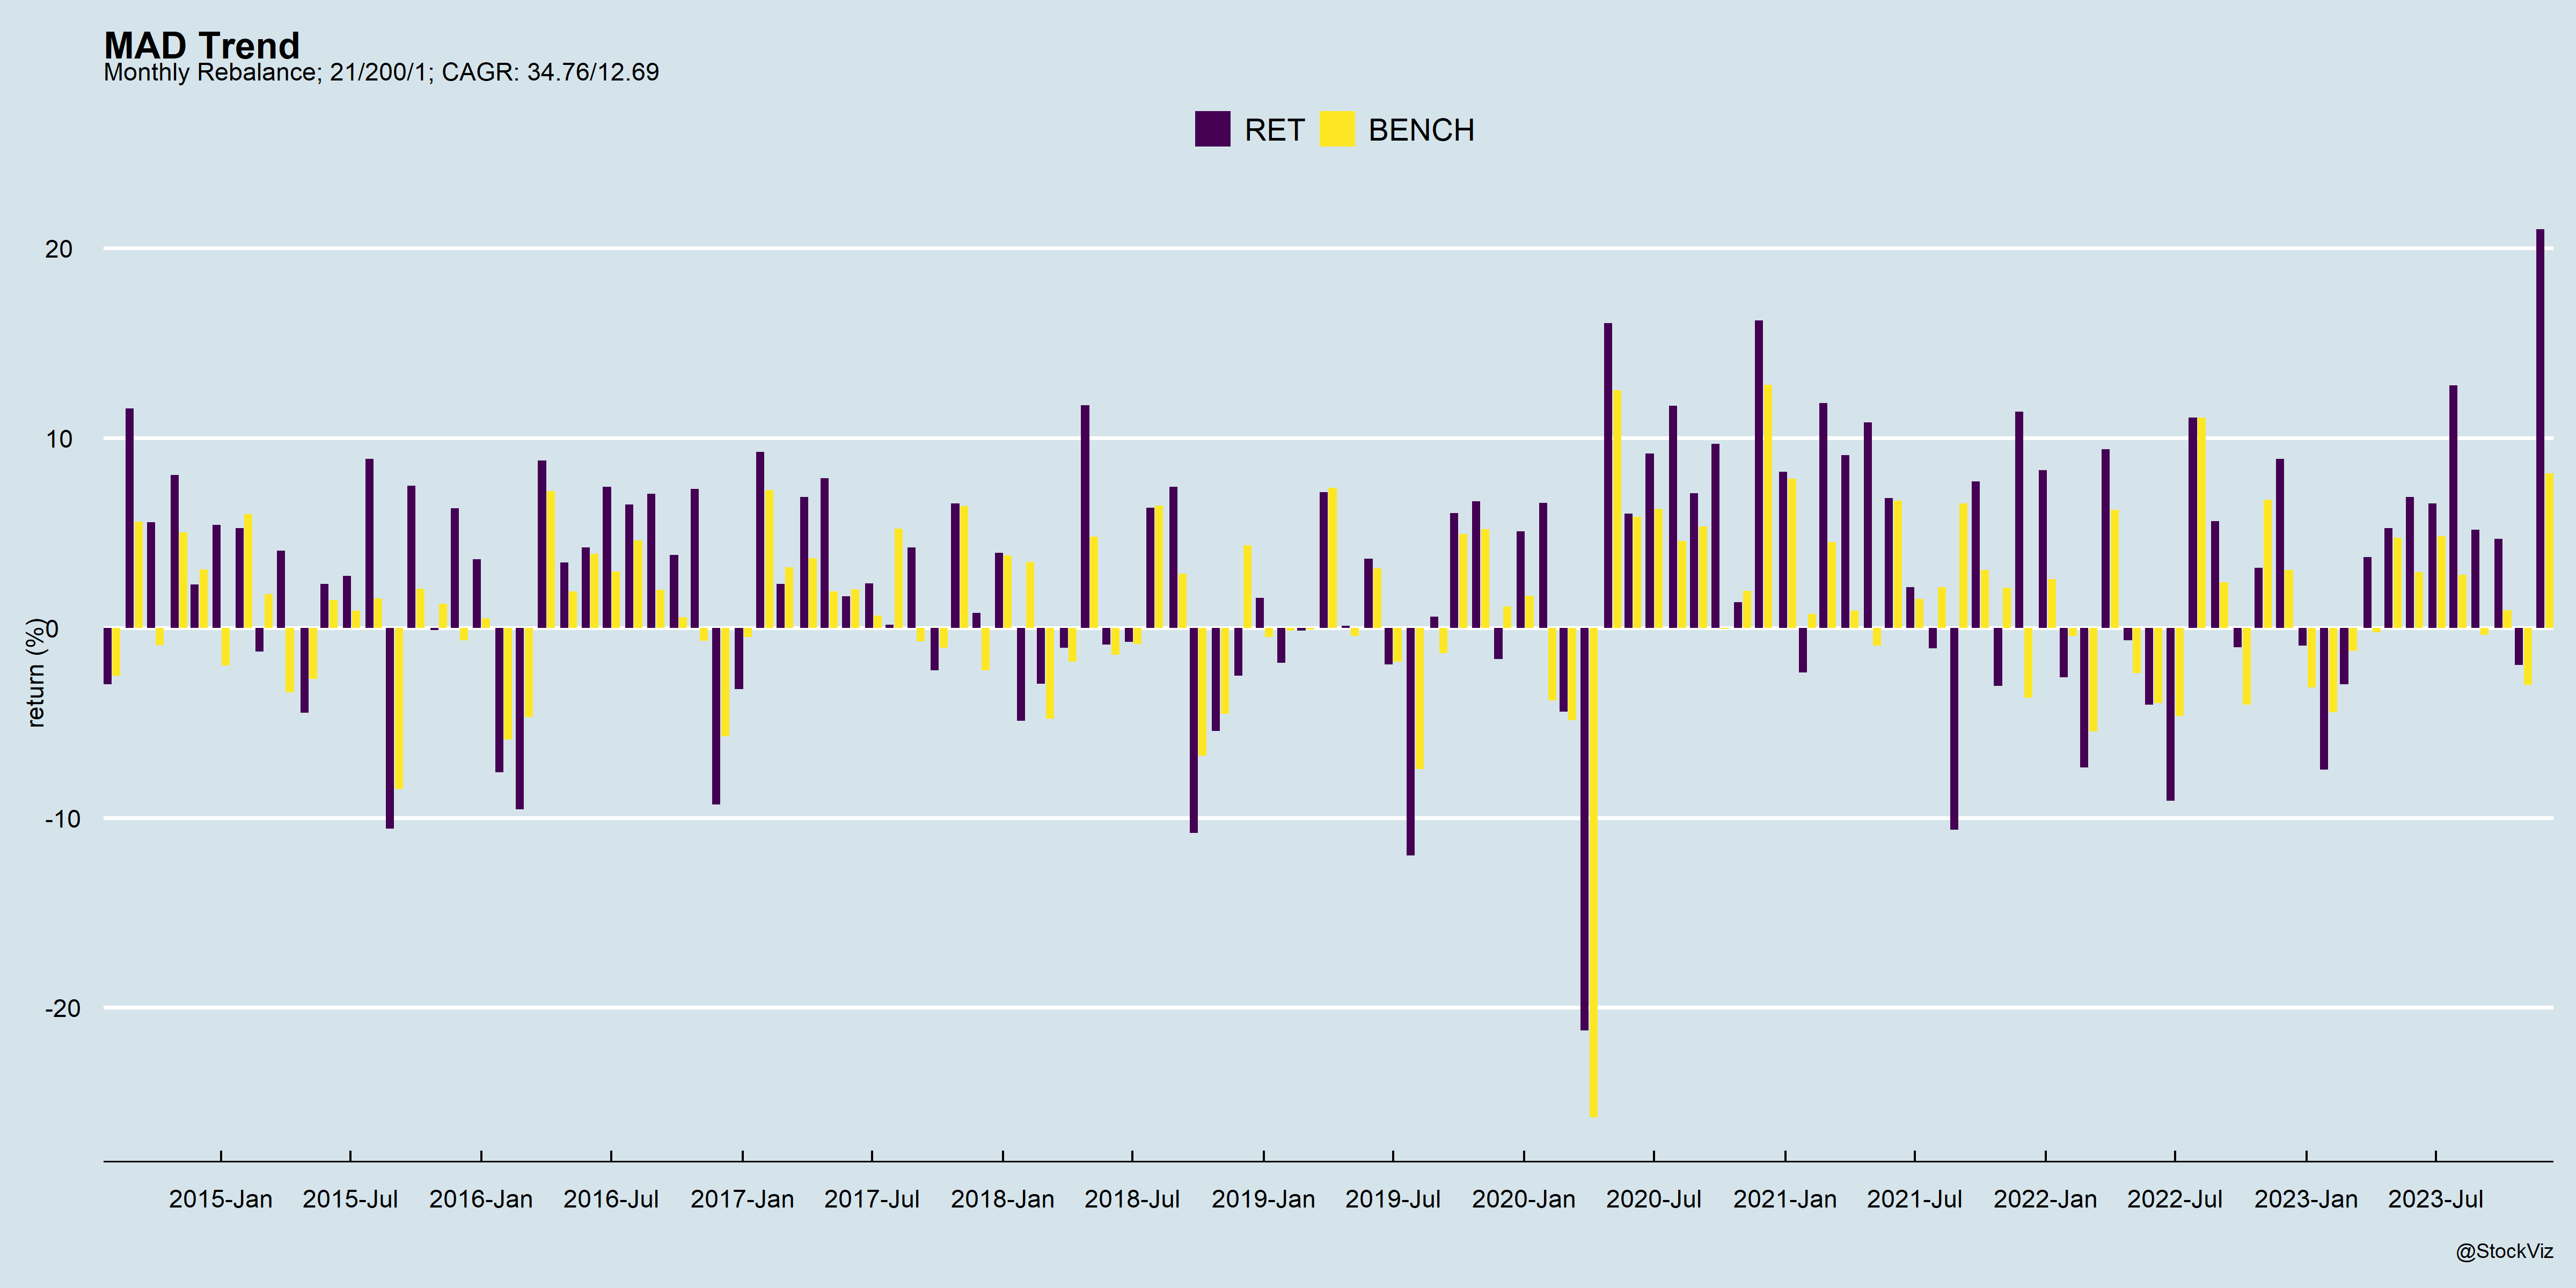 MAD Trend
Monthly Rebalance; 21/200/1; CAGR: 34.76/12.69
RET BENCH
20
10
0
-10
-20
return (%)
2015-Jan 2015-Jul 2016-Jan 2016-Jul 2017-Jan 2017-Jul 2018-Jan 2018-Jul 2019-Jan 2019-Jul 2020-Jan 2020-Jul 2021-Jan 2021-Jul 2022-Jan 2022-Jul 2023-Jan 2023-Jul
@StockViz